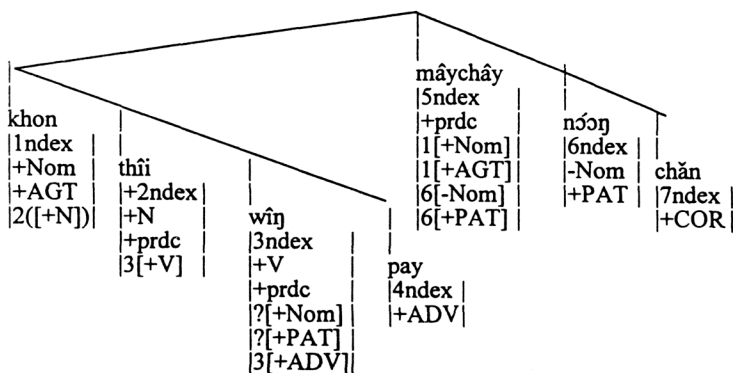 khon
1ndex
+Nom
+AGT
2([+N])
thîi
+2ndex
+N
+prdc
3[+V]
wîŋ
3ndex
+V
+prdc
?[+Nom]
?[+PAT]
3[+ADV]
pay
4ndex
+ADV
mâychây
5ndex
+prdc
1[+Nom]
1[+AGT]
6[-Nom]
6[+PAT]
nɔ́ɔŋ
6ndex
-Nom
+PAT
chǎn
7ndex
+COR